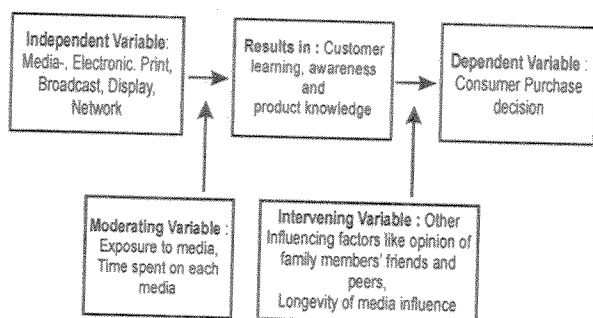 Independent Variable:
Media-, Electronic. Print,
Broadcast, Display,
Network
Results in : Customer
learning, awareness
and
product knowledge
Dependent Variable :
Consumer Purchase
decision
Moderating Variable :
Exposure to media,
Time spent on each
media
Intervening Variable : Other
Influencing factors like opinion of
family members' friends and
peers,
Longevity of media influence